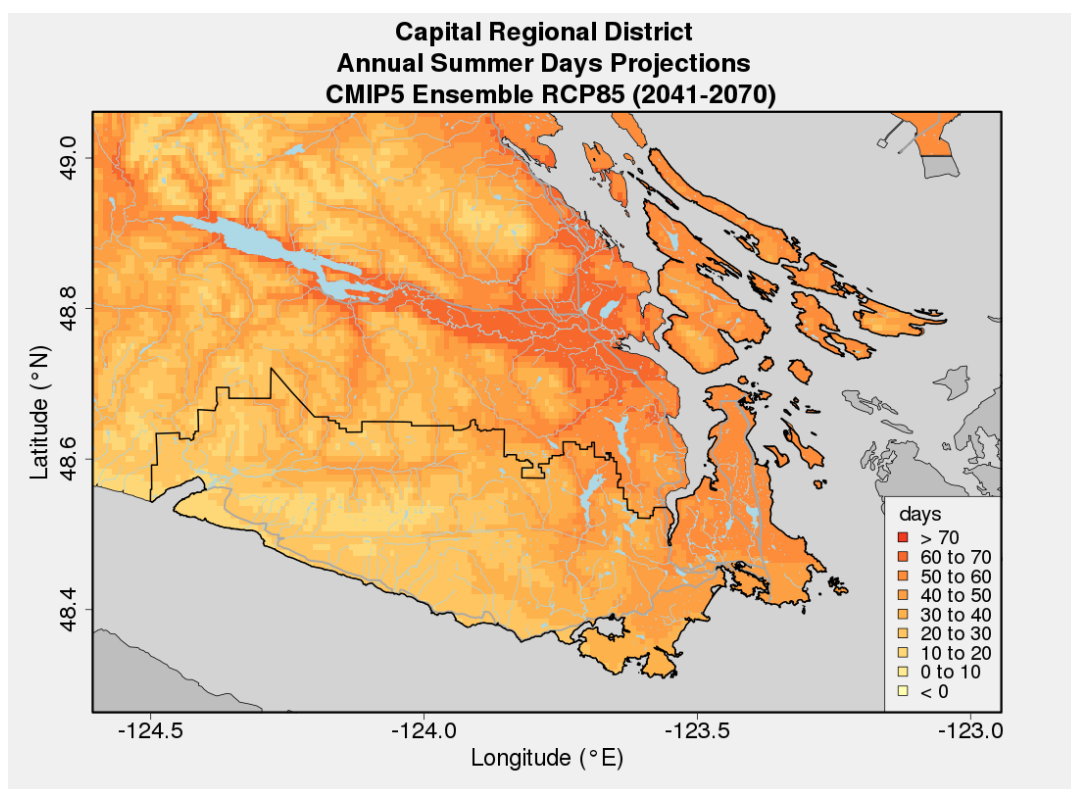 Capital Regional District
Annual Summer Days Projections
CMIP5 Ensemble RCP85 (2041-2070)
49.0
48.8
48.6
48.4
Latitude (°N)
days
> 70
60 to 70
50 to 60
40 to 50
30 to 40
20 to 30
10 to 20
0 to 10
< 0
-124.5
-124.0
-123.5
-123.0
Longitude (°E)